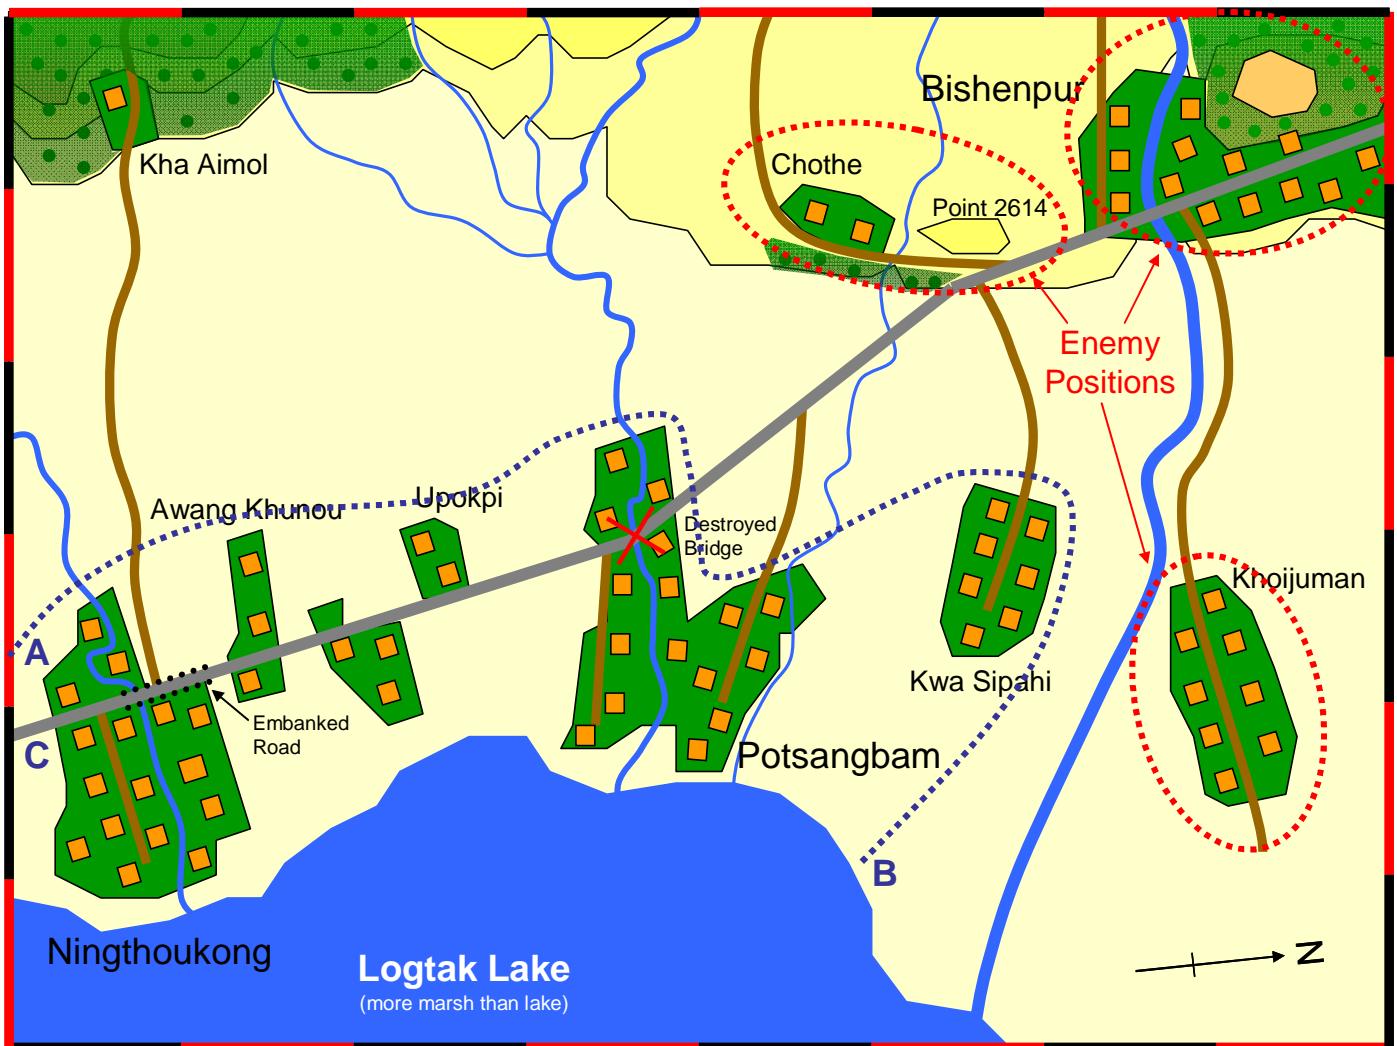 Bishenpur
Kha Aimol
Chothe
Point 2614
Enemy
Positions
Awang Khunou
Upokpi
Destroyed
Bridge
Khoijuman
A
Kwa Sipahi
Embanked
Road
C
Potsangbam
B
Ningthoukong
Logtak Lake
(more marsh than lake)
N